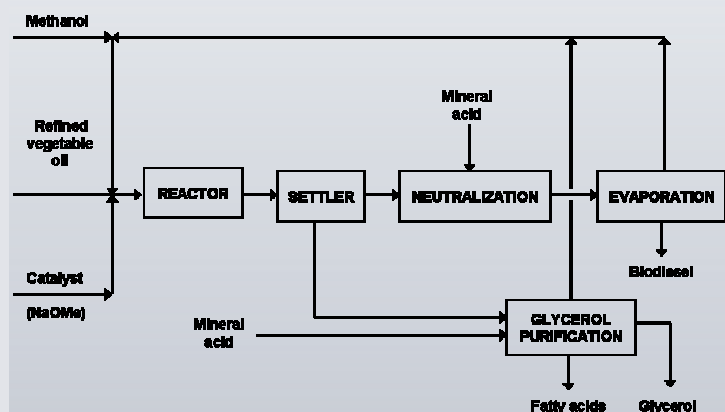 Methanol
Mineral
acid
Refined
vegetable
oil
REACTOR
SETTLER
NEUTRALIZATION
EVAPORATION
Catalyst
(NaOMe)
Biodiesel
Mineral
acid
GLYCEROL
PURIFICATION
Fatty acids
Glycerol